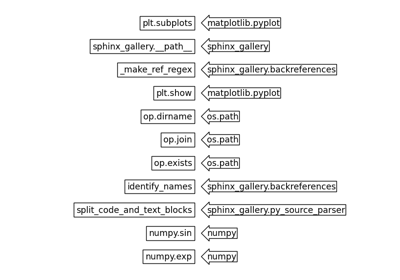 plt.subplots matplotlib.pyplot
sphinx_gallery.__path__ sphinx_gallery
_make_ref_regex sphinx_gallery.backreferences
plt.show matplotlib.pyplot
op.dirname os.path
op.join os.path
op.exists os.path
identify_names sphinx_gallery.backreferences
split_code_and_text_blocks sphinx_gallery.py_source_parser
numpy.sin numpy
numpy.exp numpy